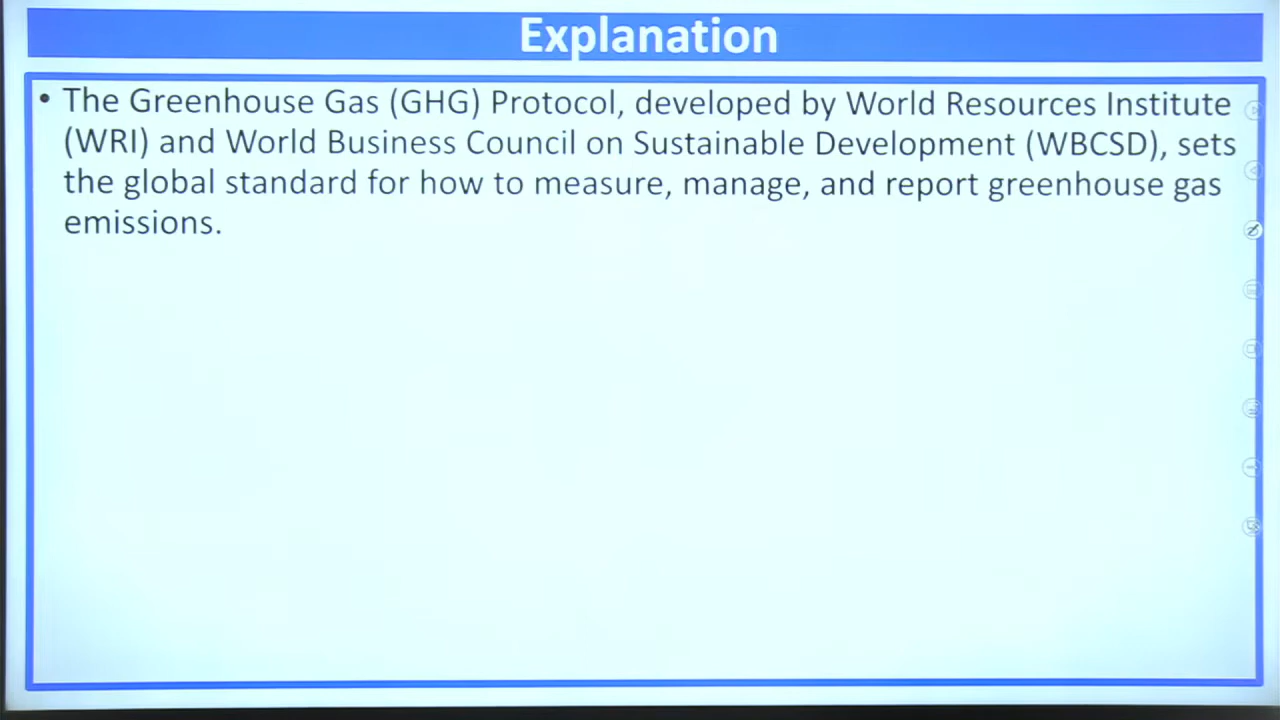 Explanation
• The Greenhouse Gas (GHG) Protocol, developed by World Resources Institute
(WRI) and World Business Council on Sustainable Development (WBCSD), sets
the global standard for how to measure, manage, and report greenhouse gas
emissions.